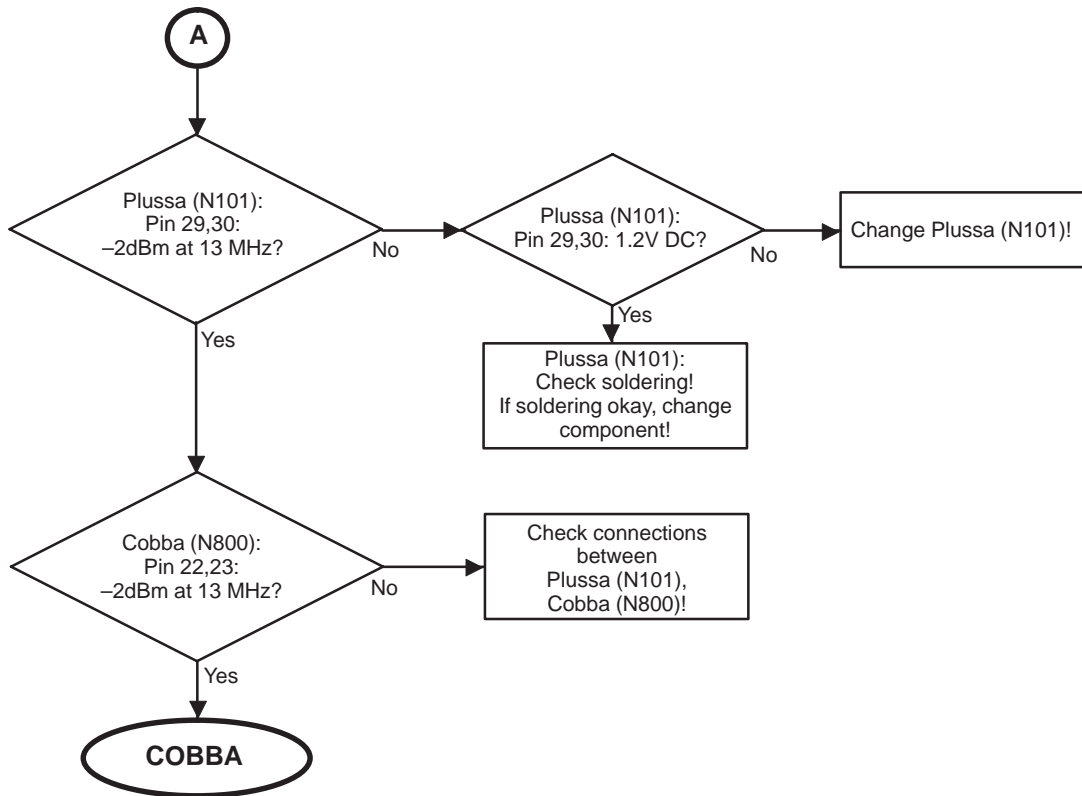 A
Plussa (N101):
Pin 29,30:
–2dBm at 13 MHz?
No
Plussa (N101):
Pin 29,30: 1.2V DC?
No
Change Plussa (N101)!
Yes
Yes
Plussa (N101):
Check soldering!
If soldering okay, change
component!
Cobba (N800):
Pin 22,23:
–2dBm at 13 MHz?
No
Check connections
between
Plussa (N101),
Cobba (N800)!
Yes
COBBA